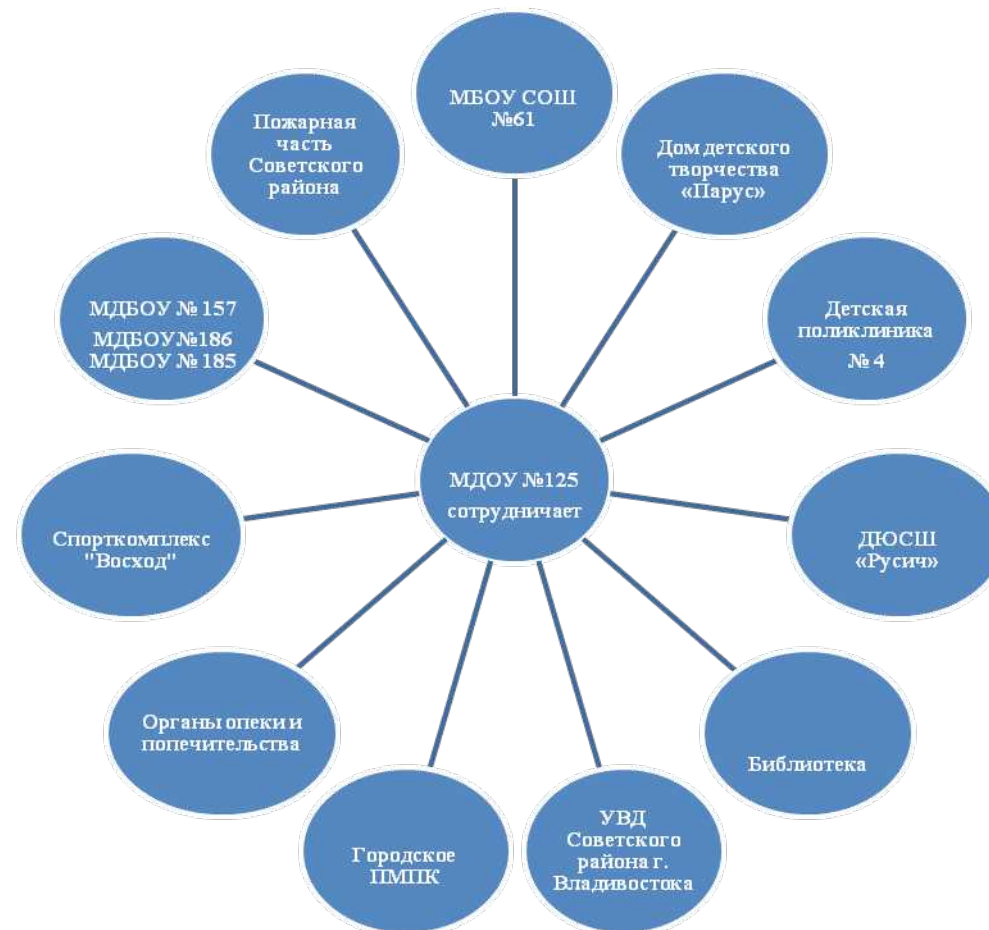 МБОУ СОШ
№61
Дом детского
творчества
«Парус»
Детская
поликлиника
№ 4
ДЮСШ
«Русич»
Библиотека
УВД
Советского
района г.
Владивостока
Городское
ПМПК
Органы опеки и
попечительства
Спорткомплекс
"Восход"
МДБОУ № 157
МДБОУ №186
МДБОУ № 185
Пожарная
часть
Советского
района
МДОУ №125
сотрудничает